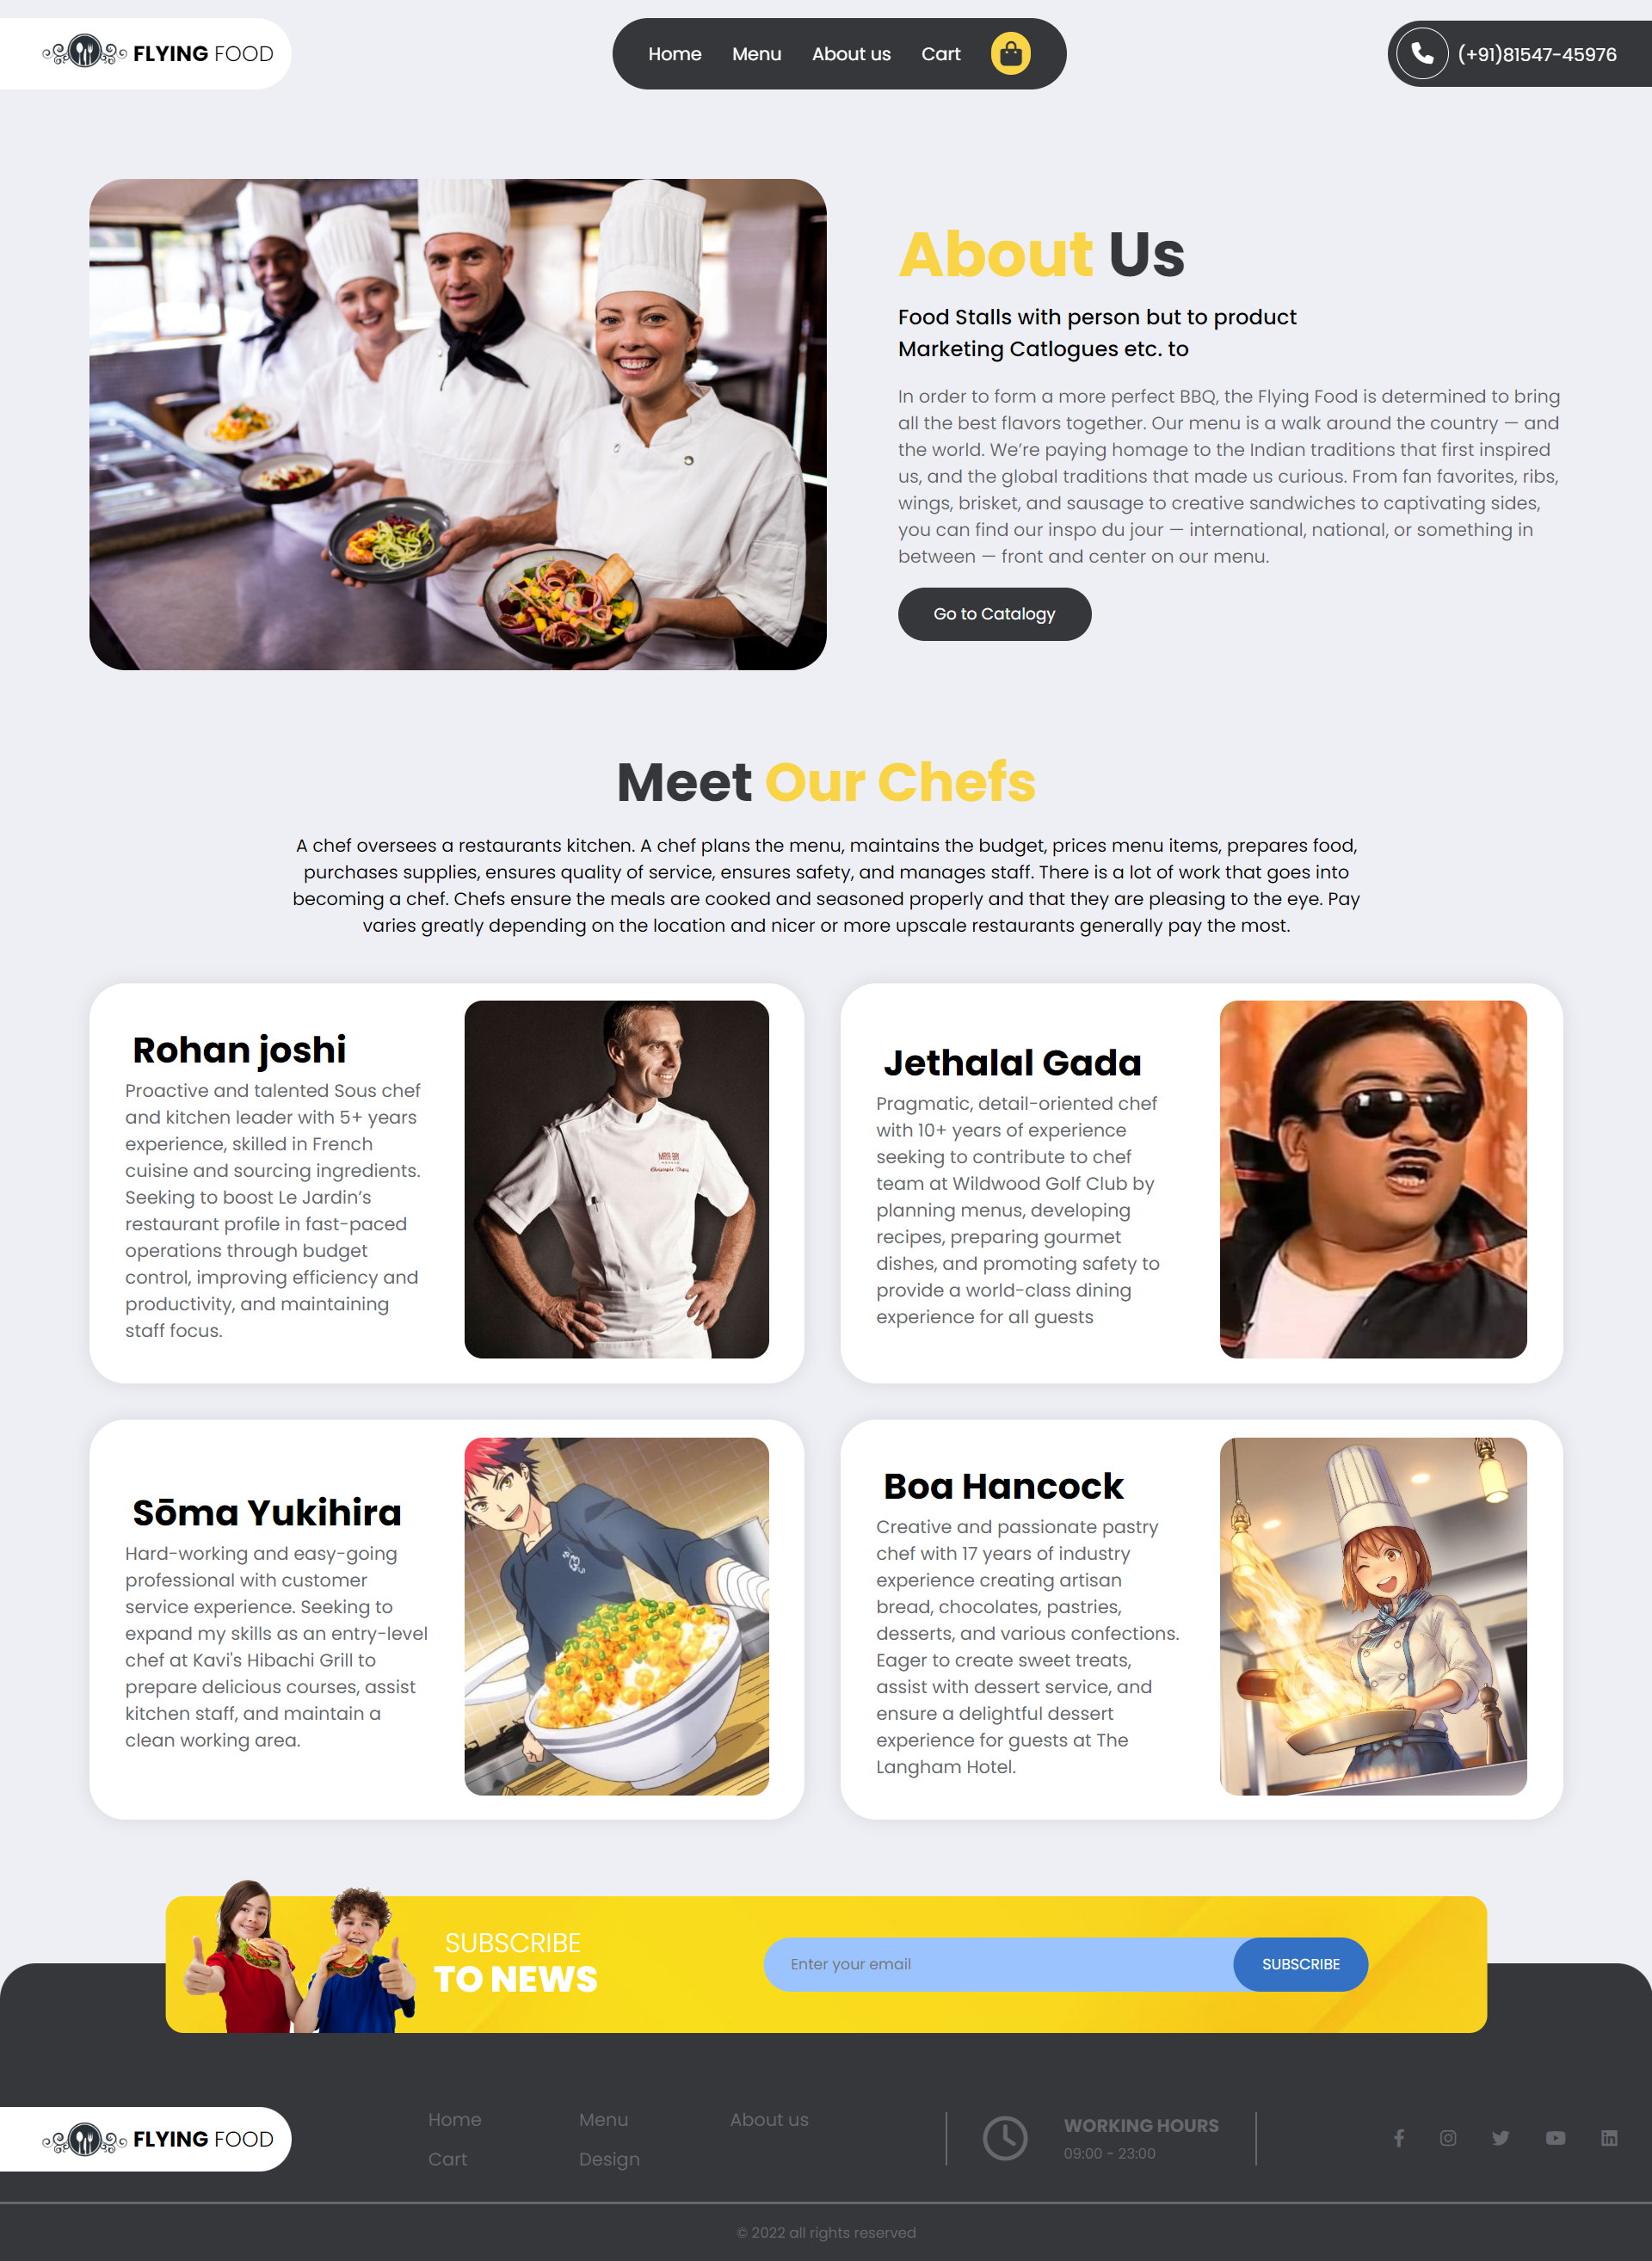 FLYING FOOD
Home Menu About us Cart
(+91)81547-45976
About Us
Food Stalls with person but to product
Marketing Catlogues etc. to
In order to form a more perfect BBQ, the Flying Food is determined to bring
all the best flavors together. Our menu is a walk around the country — and
the world. We’re paying homage to the Indian traditions that first inspired
us, and the global traditions that made us curious. From fan favorites, ribs,
wings, brisket, and sausage to creative sandwiches to captivating sides,
you can find our inspo du jour — international, national, or something in
between — front and center on our menu.
Go to Catalogy
Meet Our Chefs
A chef oversees a restaurants kitchen. A chef plans the menu, maintains the budget, prices menu items, prepares food,
purchases supplies, ensures quality of service, ensures safety, and manages staff. There is a lot of work that goes into
becoming a chef. Chefs ensure the meals are cooked and seasoned properly and that they are pleasing to the eye. Pay
varies greatly depending on the location and nicer or more upscale restaurants generally pay the most.
Rohan joshi
Proactive and talented Sous chef
and kitchen leader with 5+ years
experience, skilled in French
cuisine and sourcing ingredients.
Seeking to boost Le Jardin’s
restaurant profile in fast-paced
operations through budget
control, improving efficiency and
productivity, and maintaining
staff focus.
Jethalal Gada
Pragmatic, detail-oriented chef
with 10+ years of experience
seeking to contribute to chef
team at Wildwood Golf Club by
planning menus, developing
recipes, preparing gourmet
dishes, and promoting safety to
provide a world-class dining
experience for all guests
Sōma Yukihira
Hard-working and easy-going
professional with customer
service experience. Seeking to
expand my skills as an entry-level
chef at Kavi's Hibachi Grill to
prepare delicious courses, assist
kitchen staff, and maintain a
clean working area.
Boa Hancock
Creative and passionate pastry
chef with 17 years of industry
experience creating artisan
bread, chocolates, pastries,
desserts, and various confections.
Eager to create sweet treats,
assist with dessert service, and
ensure a delightful dessert
experience for guests at The
Langham Hotel.
SUBSCRIBE
TO NEWS
Enter your email
SUBSCRIBE
FLYING FOOD
Home Menu About us
Cart Design
WORKING HOURS
09:00 - 23:00
© 2022 all rights reserved